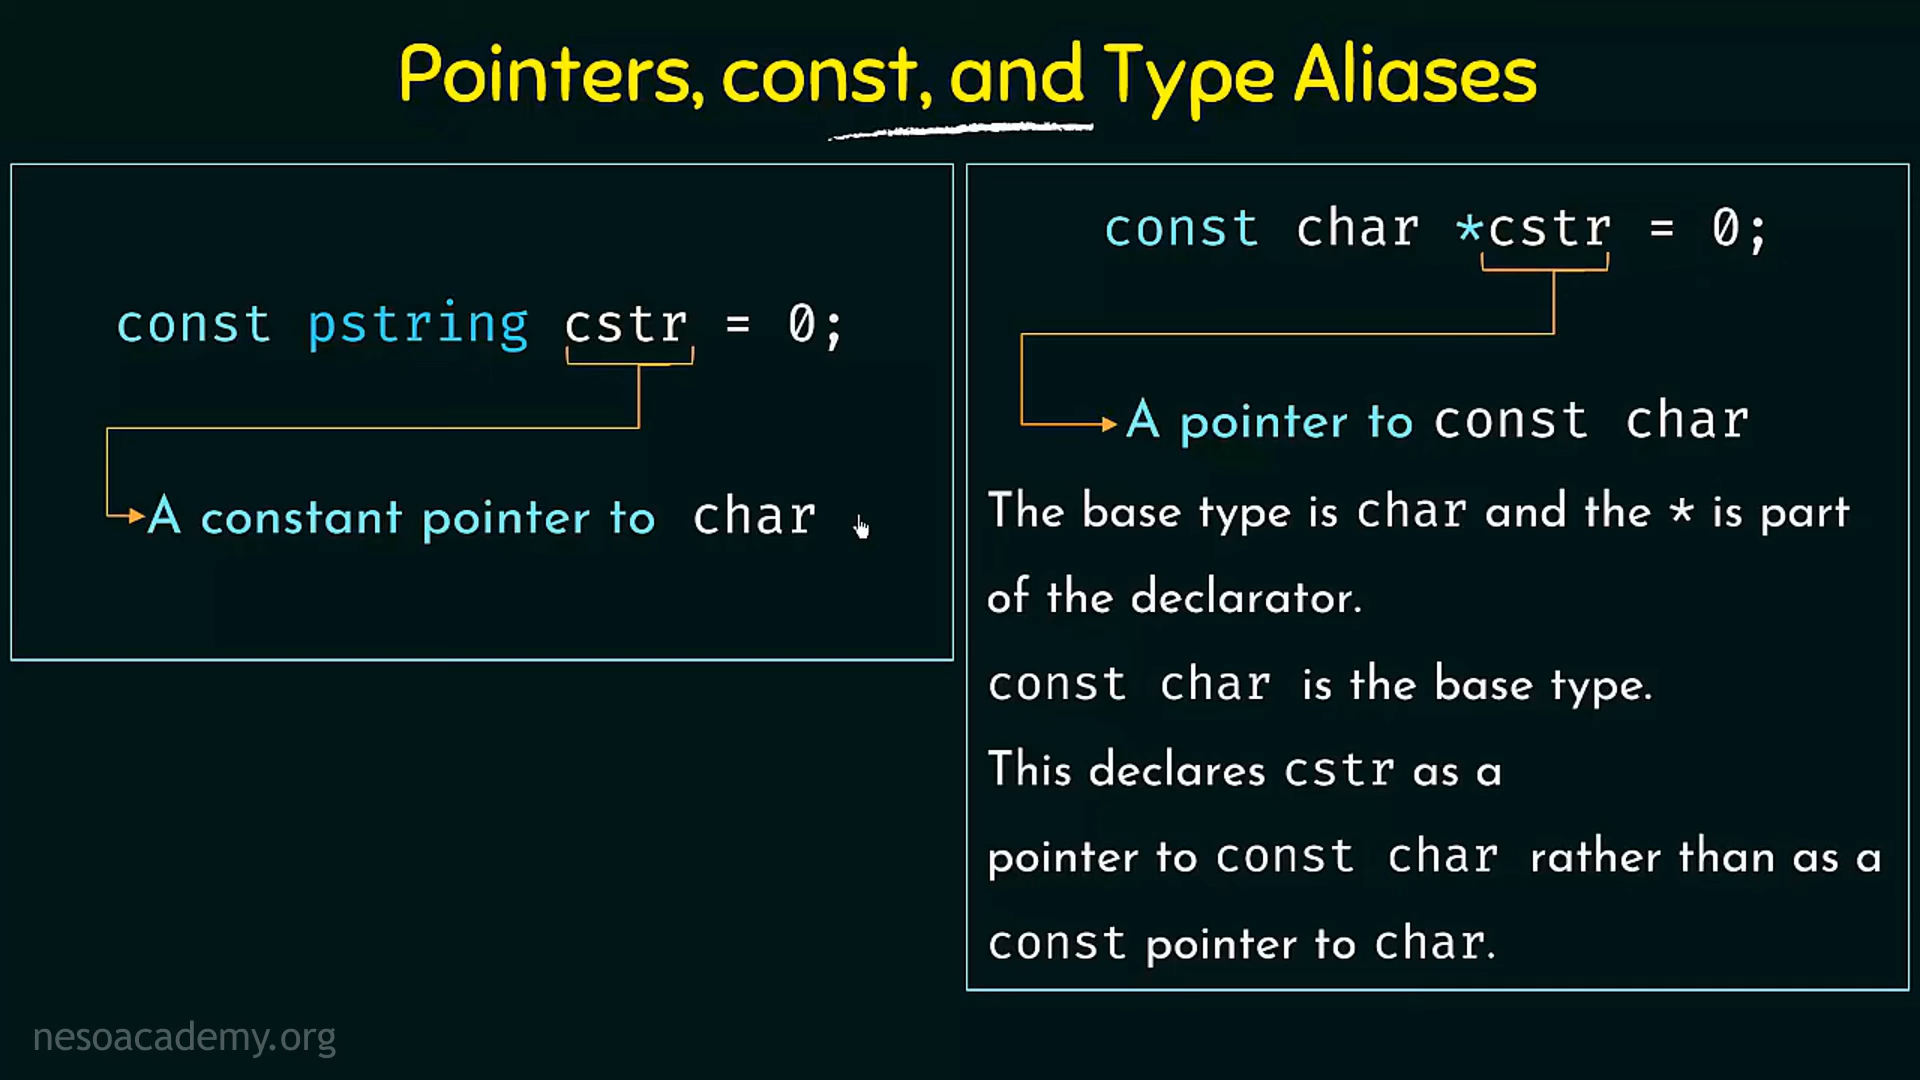 Pointers, const, and Type Aliases
const pstring cstr = 0;
A constant pointer to char
const char *cstr = 0;
A pointer to const char
The base type is char and the * is part
of the declarator.
const char is the base type.
This declares cstr as a
pointer to const char rather than as a
const pointer to char.
nesoacademy.org